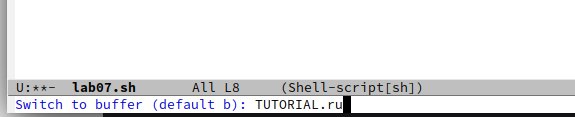 U:**-  lab07.sh       All L8     (Shell-script[sh])
Switch to buffer (default b): TUTORIAL.ru